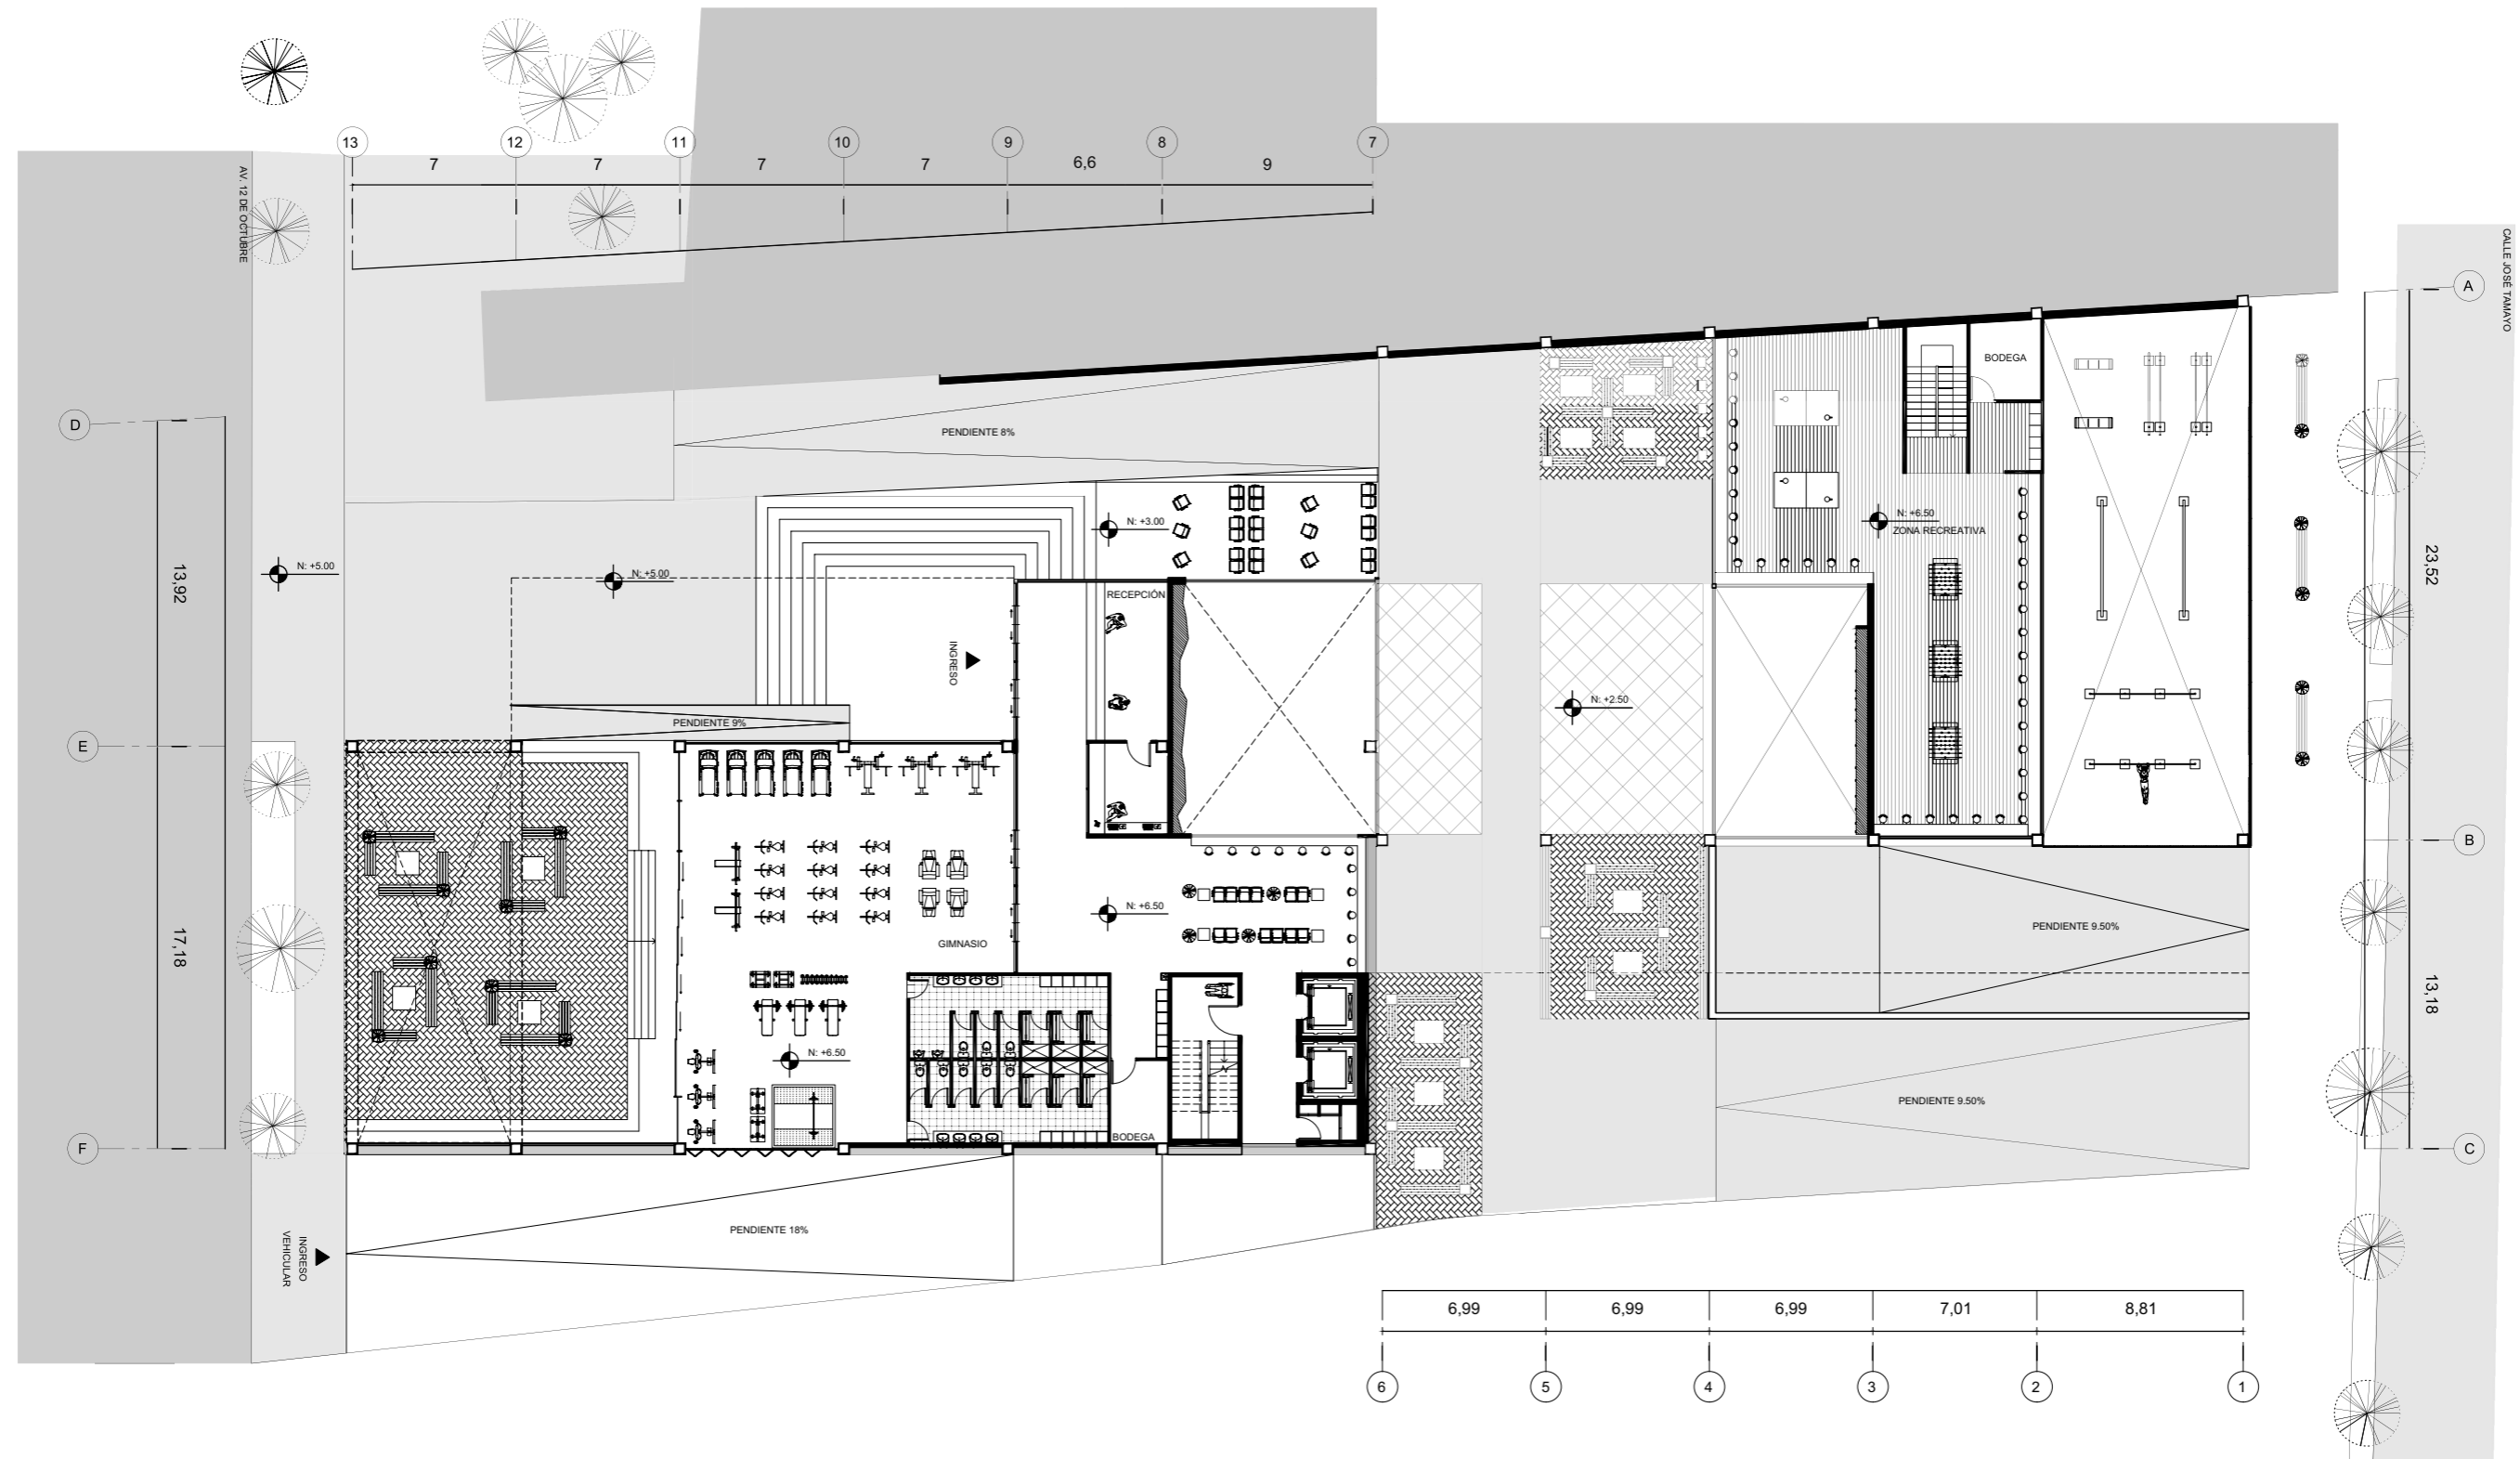 13
12
11
10
9
8
7
7
7
7
7
6,6
9
AV. 12 DE OCTUBRE
CALLE JOSÉ TAMAYO
A
BODEGA
D
PENDIENTE 8%
N: +3.00
N: +6.50
ZONA RECREATIVA
23,52
N: +5.00
N: +5.00
13,92
RECEPCIÓN
INGRESO
N: +2.50
PENDIENTE 9%
E
B
N: +6.50
PENDIENTE 9.50%
GIMNASIO
17,18
13,18
N: +6.50
PENDIENTE 9.50%
BODEGA
F
C
PENDIENTE 18%
INGRESO
VEHICULAR
6,99
6,99
6,99
7,01
8,81
6
5
4
3
2
1